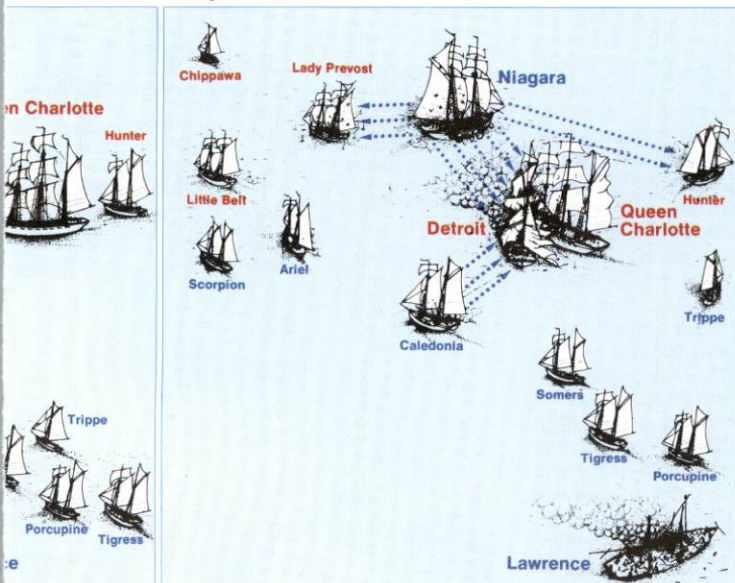 en Charlotte
Hunter
Trippe
Porcupine
Tigress
ce
Chippawa
Lady Prevost
Niagara
Little Belt
Hunter
Detroit
Queen
Charlotte
Scorpion
Ariel
Trippe
Caledonia
Somers
Tigress
Porcupine
Lawrence